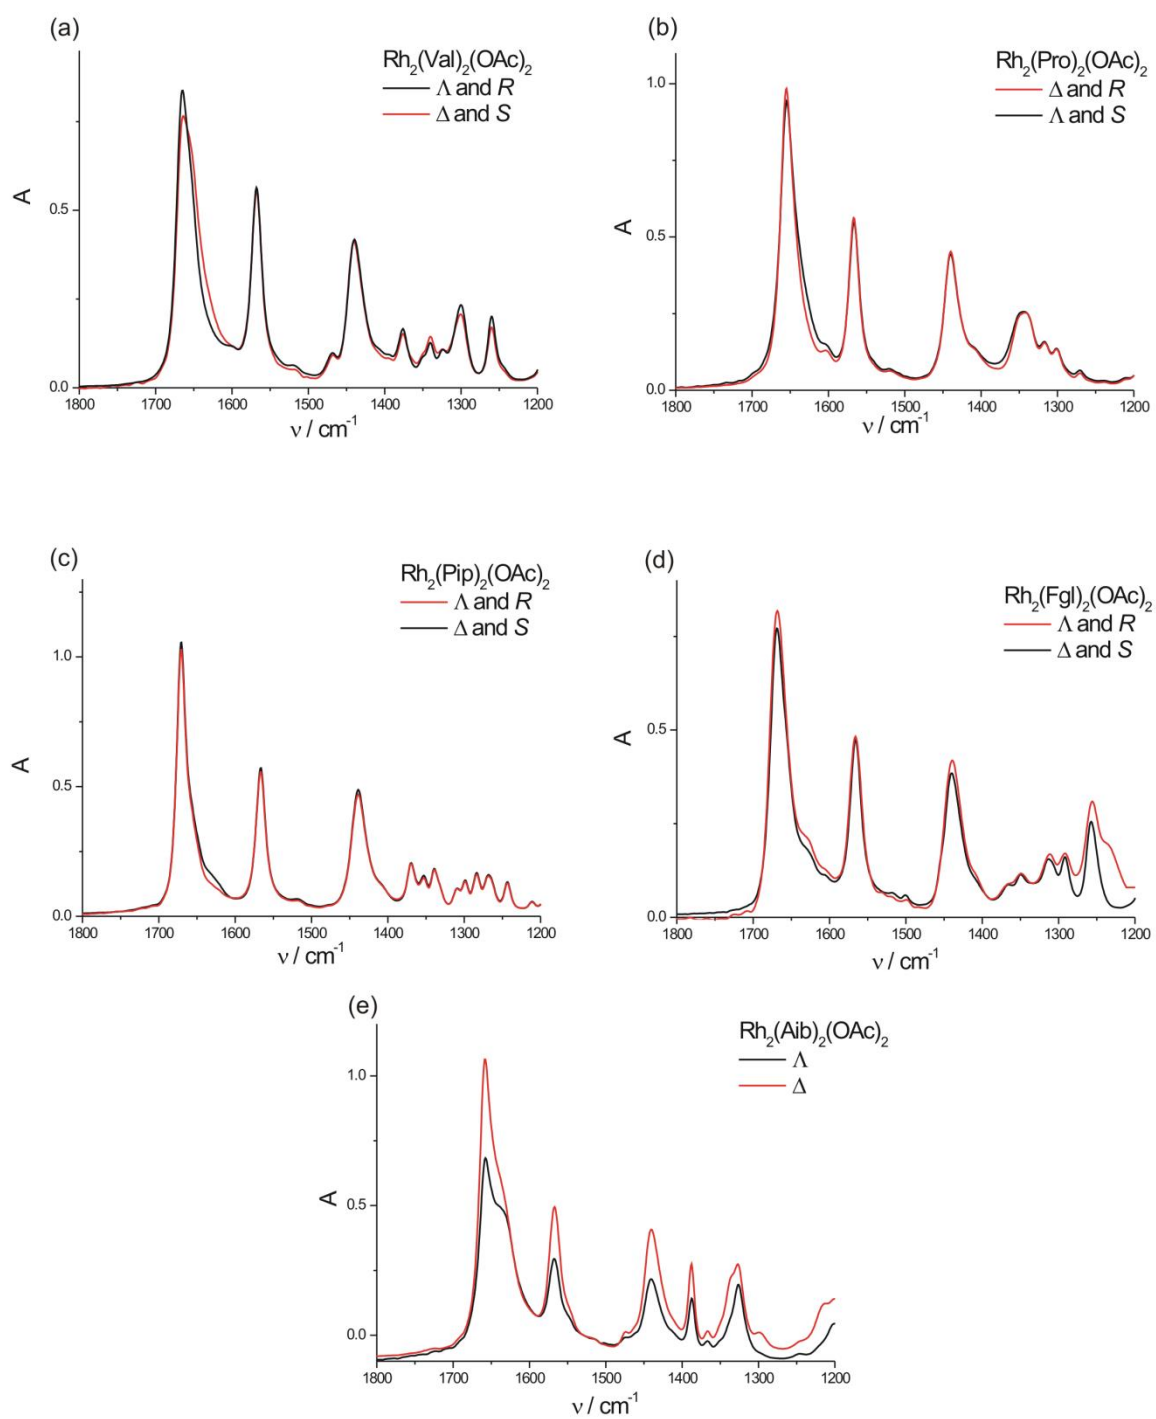 (a)
Rh₂(Val)₂(OAc)₂
Λ and R
Δ and S
A
0.5
0.0
1800 1700 1600 1500 1400 1300 1200
ν / cm⁻¹
(b)
Rh₂(Pro)₂(OAc)₂
Δ and R
Λ and S
A
1.0
0.5
0.0
1800 1700 1600 1500 1400 1300 1200
ν / cm⁻¹
(c)
Rh₂(Pip)₂(OAc)₂
Λ and R
Δ and S
A
1.0
0.5
0.0
1800 1700 1600 1500 1400 1300 1200
ν / cm⁻¹
(d)
Rh₂(Fgl)₂(OAc)₂
Λ and R
Δ and S
A
0.5
0.0
1800 1700 1600 1500 1400 1300 1200
ν / cm⁻¹
(e)
Rh₂(Aib)₂(OAc)₂
Λ
Δ
A
1.0
0.5
0.0
1800 1700 1600 1500 1400 1300 1200
ν / cm⁻¹